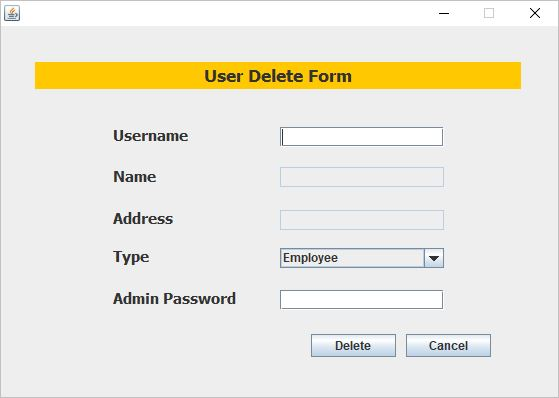 User Delete Form
Username
Name
Address
Type Employee
Admin Password
Delete Cancel